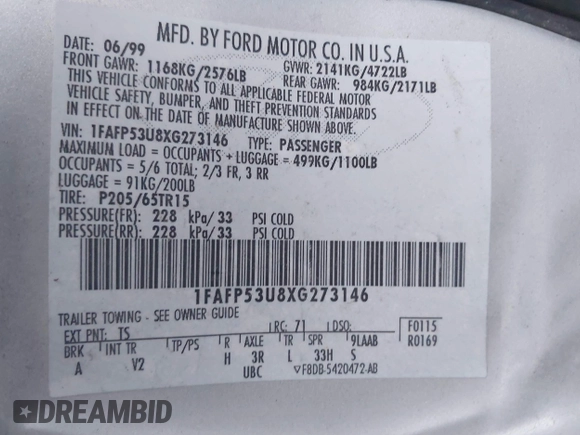 MFD. BY FORD MOTOR CO. IN U.S.A.
DATE: 06/99
FRONT GAWR: 1168KG/2576LB
GVWR: 2141KG/4722LB
REAR GAWR: 984KG/2171LB
THIS VEHICLE CONFORMS TO ALL APPLICABLE FEDERAL MOTOR
VEHICLE SAFETY, BUMPER, AND THEFT PREVENTION STANDARDS
IN EFFECT ON THE DATE OF MANUFACTURE SHOWN ABOVE.
VIN: 1FAFP53U8XG273146 TYPE: PASSENGER
MAXIMUM LOAD = OCCUPANTS + LUGGAGE = 499KG/1100LB
OCCUPANTS = 5/6 TOTAL; 2/3 FR, 3 RR
LUGGAGE = 91KG/200LB
TIRE: P205/65TR15
PRESSURE(FR): 228 kPa/33 PSI COLD
PRESSURE(RR): 228 kPa/33 PSI COLD
1FAFP53U8XG273146
TRAILER TOWING - SEE OWNER GUIDE
EXT PNT: TS RC: 71 DSO: F0115
BRK INT TR TP/PS R AXLE TR SPR 9LAAB R0169
A V2 H 3R L 33H S
UBC ▽F8DB-5420472-AB
DREAMBID